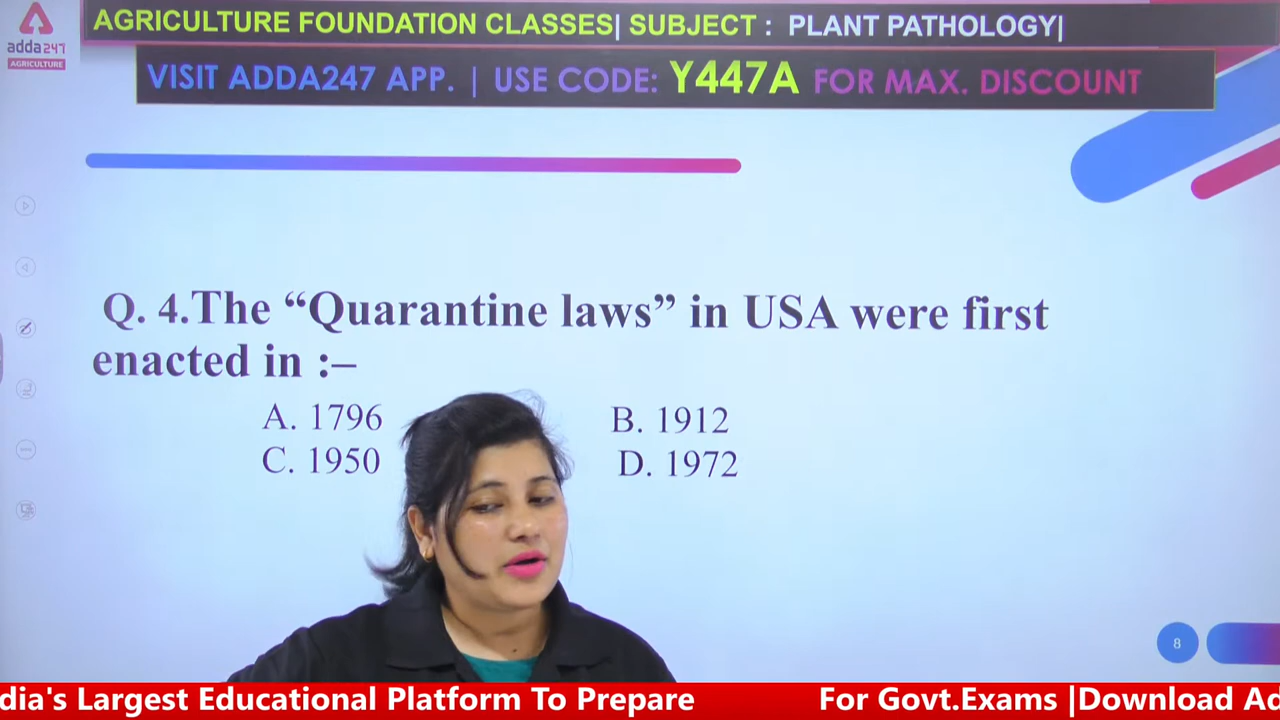 AGRICULTURE FOUNDATION CLASSES| SUBJECT : PLANT PATHOLOGY|
adda247
AGRICULTURE
VISIT ADDA247 APP. | USE CODE: Y447A FOR MAX. DISCOUNT
Q. 4.The “Quarantine laws” in USA were first
enacted in :–
A. 1796 B. 1912
C. 1950 D. 1972
8
dia's Largest Educational Platform To Prepare For Govt.Exams |Download Ad